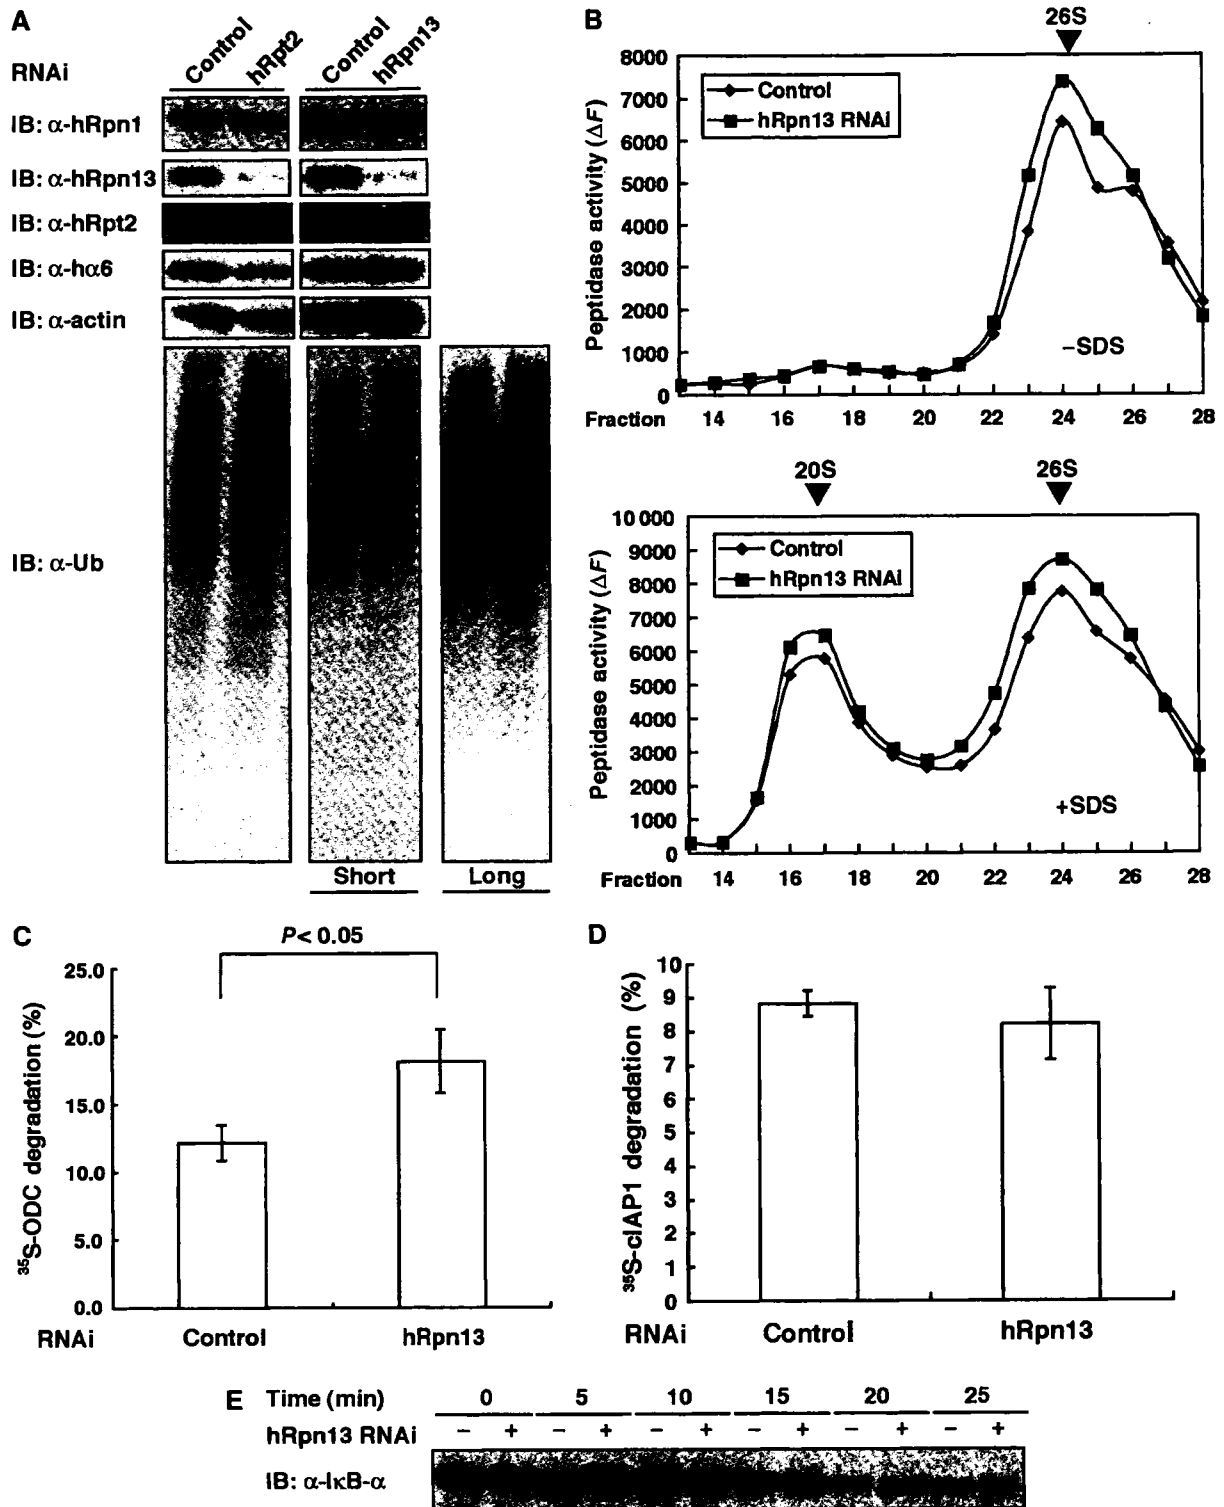 A
RNAi
Control
hRpt2
Control
hRpn13
IB: α-hRpn1
IB: α-hRpn13
IB: α-hRpt2
IB: α-hα6
IB: α-actin
IB: α-Ub
Short
Long
B
26S
8000
7000
6000
5000
4000
3000
2000
1000
0
Peptidase activity (ΔF)
Control
hRpn13 RNAi
−SDS
Fraction 14 16 18 20 22 24 26 28
20S
26S
10 000
9000
8000
7000
6000
5000
4000
3000
2000
1000
0
Peptidase activity (ΔF)
Control
hRpn13 RNAi
+SDS
Fraction 14 16 18 20 22 24 26 28
C
P< 0.05
25.0
20.0
15.0
10.0
5.0
0.0
³⁵S-ODC degradation (%)
RNAi Control hRpn13
D
10
9
8
7
6
5
4
3
2
1
0
³⁵S-cIAP1 degradation (%)
RNAi Control hRpn13
E
Time (min) 0 5 10 15 20 25
hRpn13 RNAi − + − + − + − + − + − +
IB: α-IκB-α